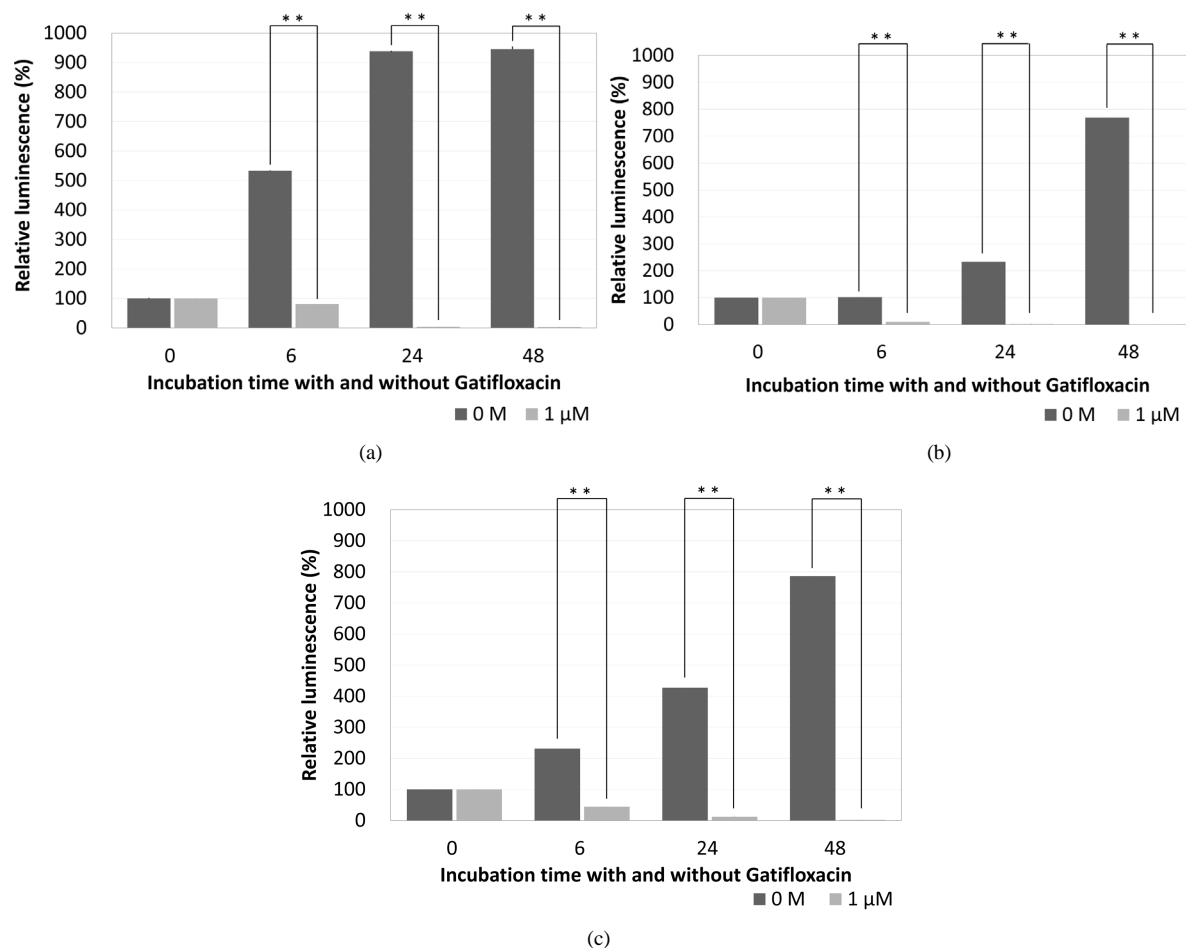 * *
* *
* *
1000
900
800
700
600
500
400
300
200
100
0
Relative luminescence (%)
0 6 24 48
Incubation time with and without Gatifloxacin
0 M 1 µM
(a)
* *
* *
* *
1000
900
800
700
600
500
400
300
200
100
0
Relative luminescence (%)
0 6 24 48
Incubation time with and without Gatifloxacin
0 M 1 µM
(b)
* *
* *
* *
1000
900
800
700
600
500
400
300
200
100
0
Relative luminescence (%)
0 6 24 48
Incubation time with and without Gatifloxacin
0 M 1 µM
(c)